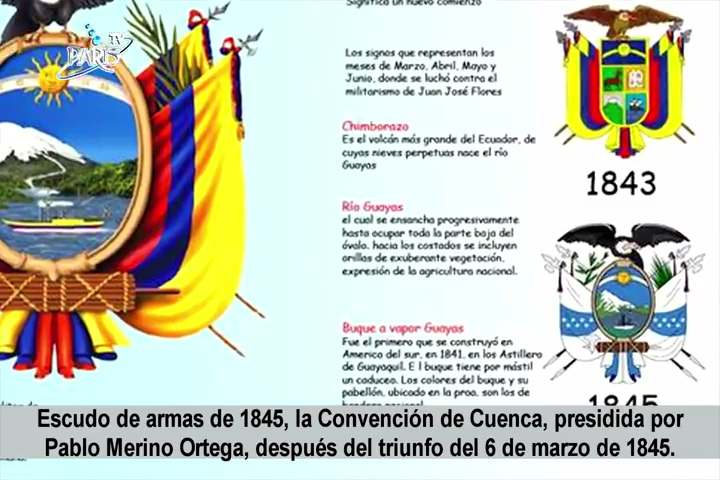 PARIS TV
Significa un nuevo comienzo
Los signos que representan los
meses de Marzo, Abril, Mayo y
Junio, donde se luchó contra el
militarismo de Juan José Flores
Chimborazo
Es el volcán más grande del Ecuador, de
cuyas nieves perpetuas nace el río
Guayas
Río Guayas
el cual se ensancha progresivamente
hasta ocupar toda la parte baja del
óvalo, hacia los costados se incluyen
orillas de exuberante vegetación,
expresión de la agricultura nacional.
Buque a vapor Guayas
Fue el primero que se construyó en
America del sur, en 1841, en los Astillero
de Guayaquil. E l buque tiene por mástil
un caduceo. Los colores del buque y su
pabellón, ubicado en la proa, son los de
1843
1845
Escudo de armas de 1845, la Convención de Cuenca, presidida por
Pablo Merino Ortega, después del triunfo del 6 de marzo de 1845.